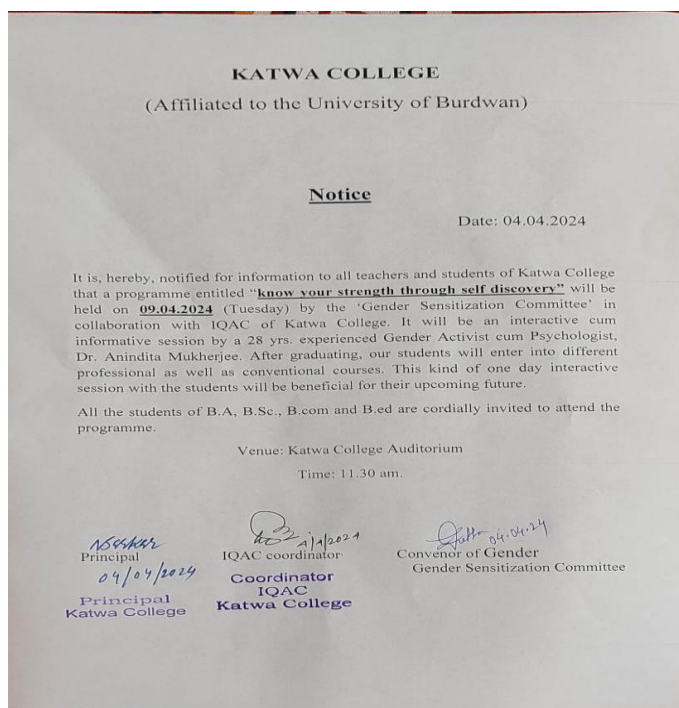 KATWA COLLEGE
(Affiliated to the University of Burdwan)
Notice
Date: 04.04.2024
It is, hereby, notified for information to all teachers and students of Katwa College
that a programme entitled “know your strength through self discovery” will be
held on 09.04.2024 (Tuesday) by the ‘Gender Sensitization Committee’ in
collaboration with IQAC of Katwa College. It will be an interactive cum
informative session by a 28 yrs. experienced Gender Activist cum Psychologist,
Dr. Anindita Mukherjee. After graduating, our students will enter into different
professional as well as conventional courses. This kind of one day interactive
session with the students will be beneficial for their upcoming future.
All the students of B.A, B.Sc., B.com and B.ed are cordially invited to attend the
programme.
Venue: Katwa College Auditorium
Time: 11.30 am.
Principal
04/04/2024
Principal
Katwa College
4/4/2024
IQAC coordinator
Coordinator
IQAC
Katwa College
04.04.24
Convenor of Gender
Gender Sensitization Committee